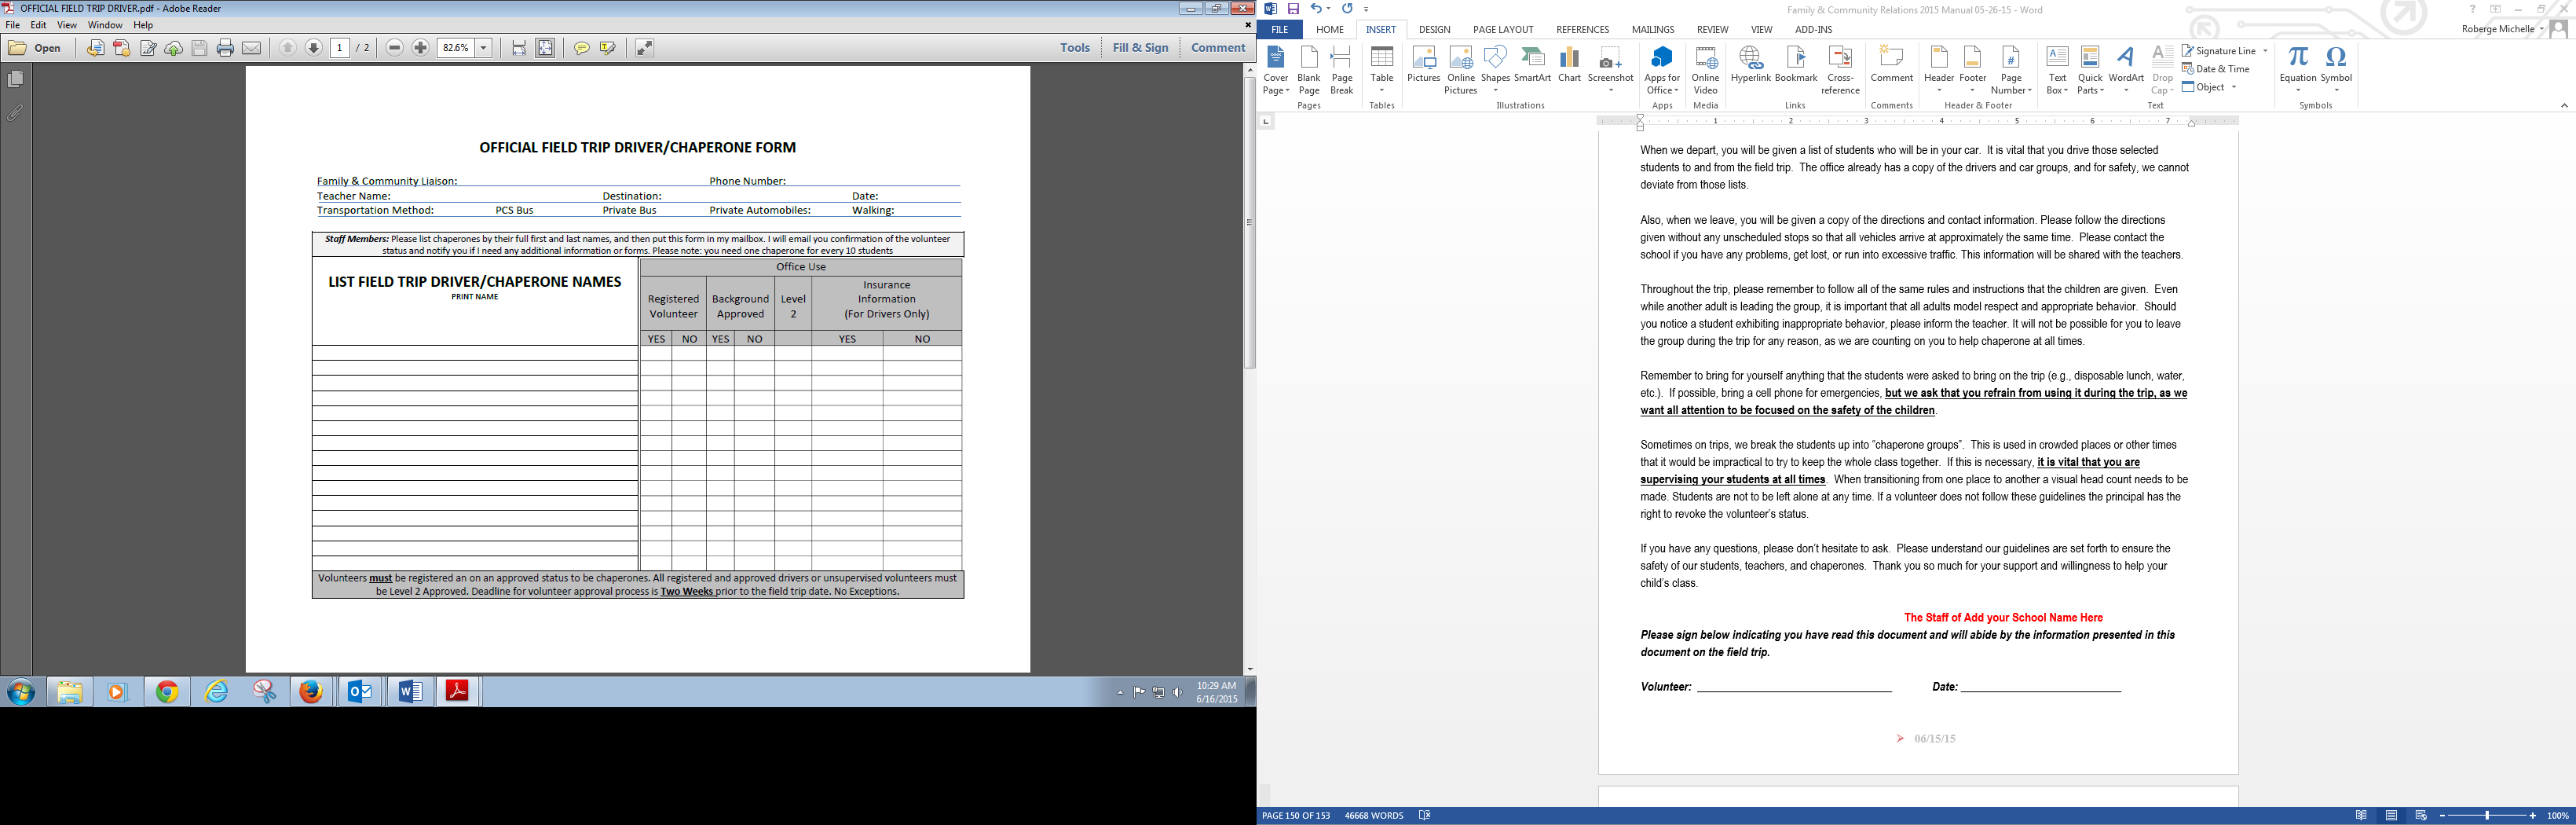 OFFICIAL FIELD TRIP DRIVER.pdf - Adobe Reader
File Edit View Window Help
Open 1 / 2 82.6% Tools Fill & Sign Comment
OFFICIAL FIELD TRIP DRIVER/CHAPERONE FORM
Family & Community Liaison: Phone Number:
Teacher Name: Destination: Date:
Transportation Method: PCS Bus Private Bus Private Automobiles: Walking:
Staff Members: Please list chaperones by their full first and last names, and then put this form in my mailbox. I will email you confirmation of the volunteer
status and notify you if I need any additional information or forms. Please note: you need one chaperone for every 10 students
LIST FIELD TRIP DRIVER/CHAPERONE NAMES
PRINT NAME
Office Use
Registered Volunteer
Background Approved
Level 2
Insurance Information (For Drivers Only)
YES NO YES NO YES NO
Volunteers must be registered an on an approved status to be chaperones. All registered and approved drivers or unsupervised volunteers must
be Level 2 Approved. Deadline for volunteer approval process is Two Weeks prior to the field trip date. No Exceptions.
10:29 AM
6/16/2015
Family & Community Relations 2015 Manual 05-26-15 - Word
FILE HOME INSERT DESIGN PAGE LAYOUT REFERENCES MAILINGS REVIEW VIEW ADD-INS
Roberge Michelle
Cover Page
Blank Page
Page Break
Table
Pictures
Online Pictures
Shapes
SmartArt
Chart
Screenshot
Apps for Office
Online Video
Hyperlink
Bookmark
Cross-reference
Comment
Header
Footer
Page Number
Text Box
Quick Parts
WordArt
Drop Cap
Signature Line
Date & Time
Object
Equation
Symbol
Pages Tables Illustrations Apps Media Links Comments Header & Footer Text Symbols
1 2 3 4 5 6 7
When we depart, you will be given a list of students who will be in your car. It is vital that you drive those selected
students to and from the field trip. The office already has a copy of the drivers and car groups, and for safety, we cannot
deviate from those lists.
Also, when we leave, you will be given a copy of the directions and contact information. Please follow the directions
given without any unscheduled stops so that all vehicles arrive at approximately the same time. Please contact the
school if you have any problems, get lost, or run into excessive traffic. This information will be shared with the teachers.
Throughout the trip, please remember to follow all of the same rules and instructions that the children are given. Even
while another adult is leading the group, it is important that all adults model respect and appropriate behavior. Should
you notice a student exhibiting inappropriate behavior, please inform the teacher. It will not be possible for you to leave
the group during the trip for any reason, as we are counting on you to help chaperone at all times.
Remember to bring for yourself anything that the students were asked to bring on the trip (e.g., disposable lunch, water,
etc.). If possible, bring a cell phone for emergencies, but we ask that you refrain from using it during the trip, as we
want all attention to be focused on the safety of the children.
Sometimes on trips, we break the students up into “chaperone groups”. This is used in crowded places or other times
that it would be impractical to try to keep the whole class together. If this is necessary, it is vital that you are
supervising your students at all times. When transitioning from one place to another a visual head count needs to be
made. Students are not to be left alone at any time. If a volunteer does not follow these guidelines the principal has the
right to revoke the volunteer’s status.
If you have any questions, please don’t hesitate to ask. Please understand our guidelines are set forth to ensure the
safety of our students, teachers, and chaperones. Thank you so much for your support and willingness to help your
child’s class.
The Staff of Add your School Name Here
Please sign below indicating you have read this document and will abide by the information presented in this
document on the field trip.
Volunteer: Date:
06/15/15
PAGE 150 OF 153 46668 WORDS 100%